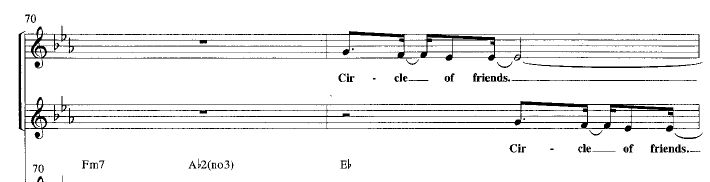 70
Cir - cle of friends.
Cir - cle of friends.
70 Fm7 A♭2(no3) E♭